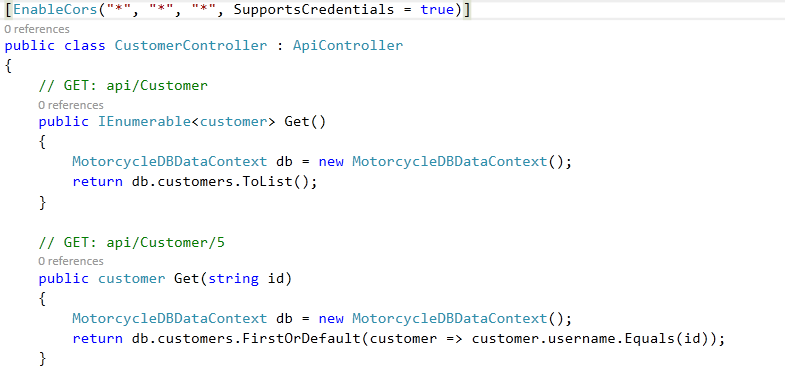 [EnableCors("*", "*", "*", SupportsCredentials = true)]
0 references
public class CustomerController : ApiController
{
// GET: api/Customer
0 references
public IEnumerable<customer> Get()
{
MotorcycleDBDataContext db = new MotorcycleDBDataContext();
return db.customers.ToList();
}
// GET: api/Customer/5
0 references
public customer Get(string id)
{
MotorcycleDBDataContext db = new MotorcycleDBDataContext();
return db.customers.FirstOrDefault(customer => customer.username.Equals(id));
}